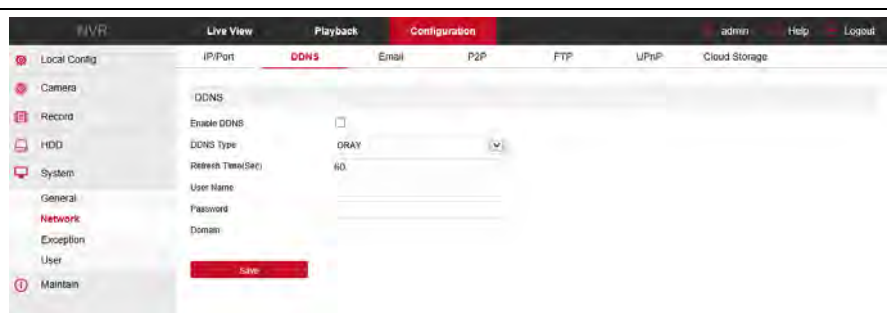 NVR Live View Playback Configuration admin Help Logout
Local Config
Camera
Record
HDD
System
General
Network
Exception
User
Maintain
IP/Port DDNS Email P2P FTP UPnP Cloud Storage
DDNS
Enable DDNS
DDNS Type ORAY
Refresh Time(Sec) 60
User Name
Password
Domain
Save